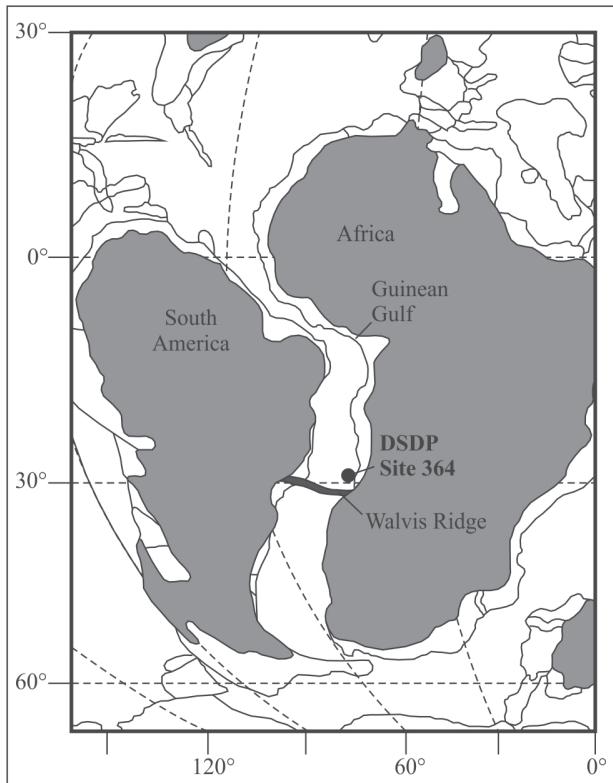 30°
Africa
0°
Guinean
Gulf
South
America
DSDP
Site 364
30°
Walvis Ridge
60°
120°
60°
0°